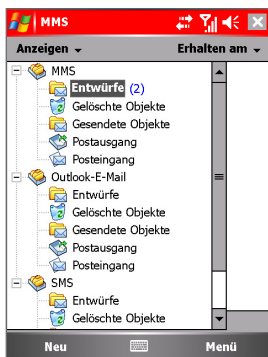 MMS
Anzeigen Erhalten am
MMS
Entwürfe (2)
Gelöschte Objekte
Gesendete Objekte
Postausgang
Posteingang
Outlook-E-Mail
Entwürfe
Gelöschte Objekte
Gesendete Objekte
Postausgang
Posteingang
SMS
Entwürfe
Gelöschte Objekte
Neu Menü